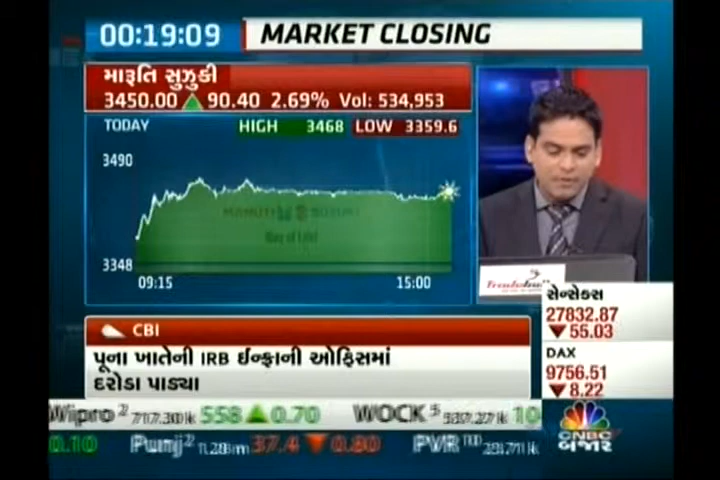 00:19:09
MARKET CLOSING
મારૂતિ સુઝુકી
3450.00 ▲ 90.40 2.69% Vol: 534,953
TODAY HIGH 3468 LOW 3359.6
3490
3348
09:15 15:00
સેન્સેક્સ
27832.87
▼ 55.03
DAX
9756.51
▼ 8.22
CBI
પૂના ખાતેની IRB ઈન્ફ્રાની ઓફિસમાં
દરોડા પાડ્યા
Wipro 558 ▲ 0.70 WOCK
0.10 Punj 37.4 ▼ 0.80 PVR
CNBC
બજાર